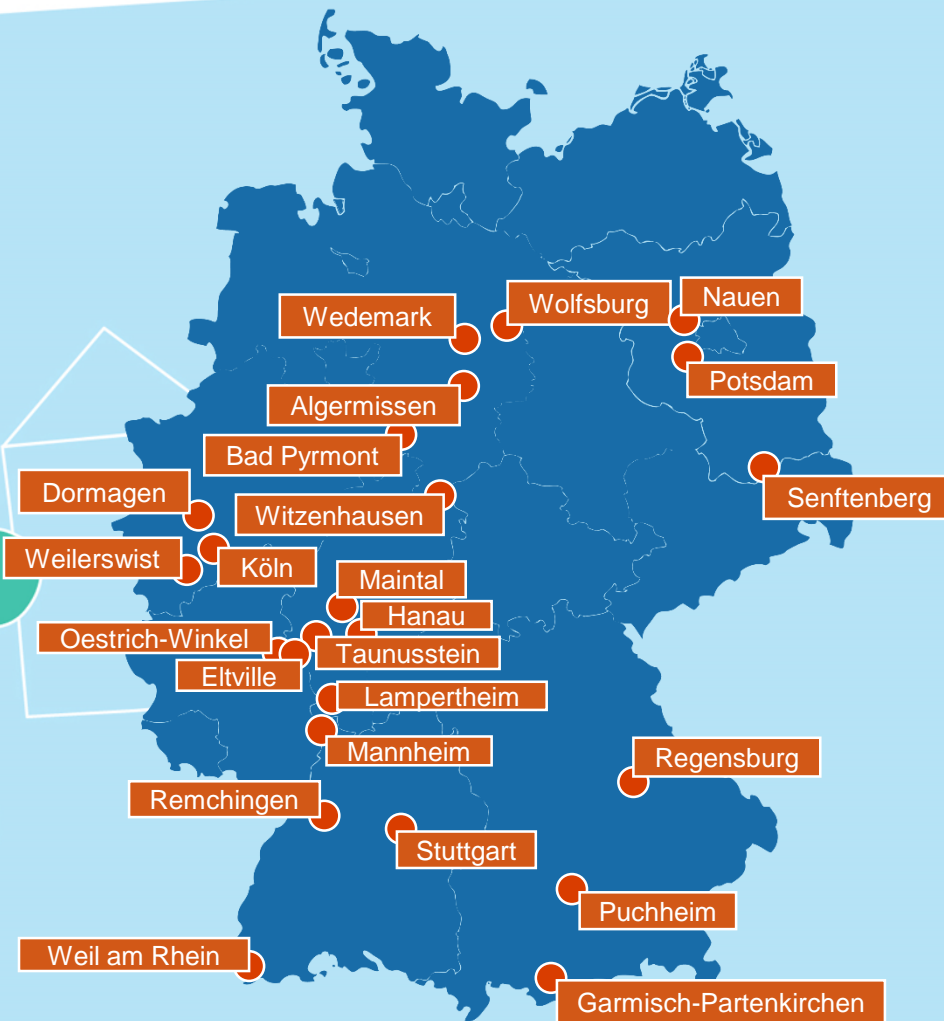 Wolfsburg
Nauen
Wedemark
Potsdam
Algermissen
Bad Pyrmont
Dormagen
Senftenberg
Witzenhausen
Weilerswist
Köln
Maintal
Hanau
Oestrich-Winkel
Taunusstein
Eltville
Lampertheim
Mannheim
Regensburg
Remchingen
Stuttgart
Puchheim
Weil am Rhein
Garmisch-Partenkirchen